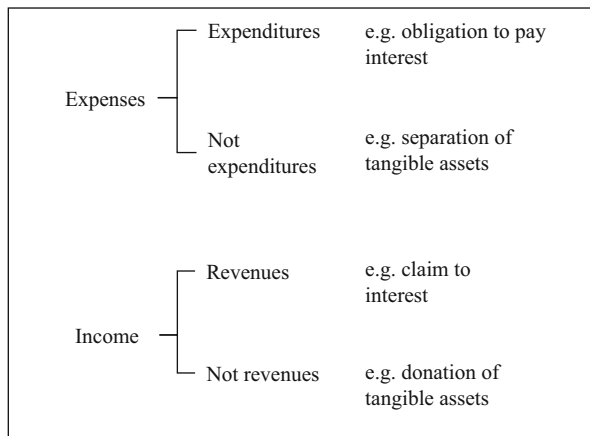 Expenditures e.g. obligation to pay
interest
Expenses
Not e.g. separation of
expenditures tangible assets
Revenues e.g. claim to
interest
Income
Not revenues e.g. donation of
tangible assets